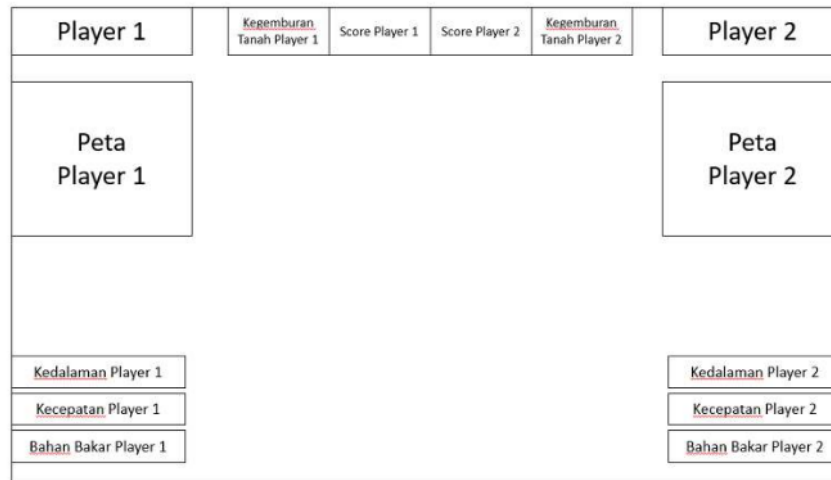 Player 1
Kegemburan
Tanah Player 1
Score Player 1
Score Player 2
Kegemburan
Tanah Player 2
Player 2
Peta
Player 1
Peta
Player 2
Kedalaman Player 1
Kedalaman Player 2
Kecepatan Player 1
Kecepatan Player 2
Bahan Bakar Player 1
Bahan Bakar Player 2